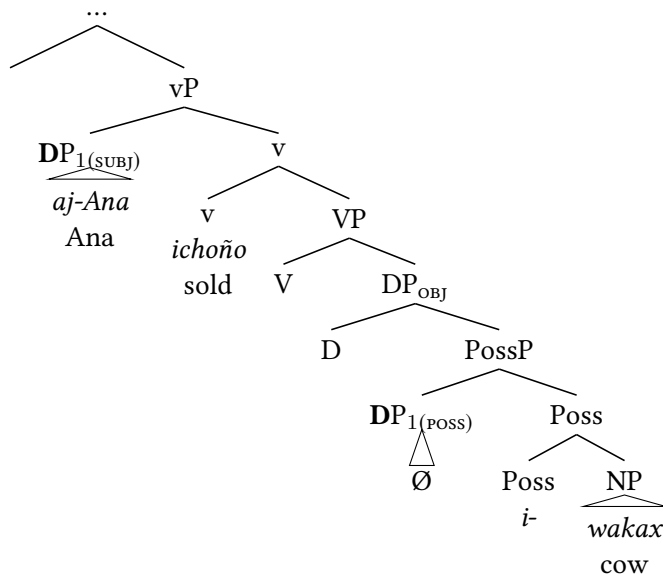 ...
vP
DP1(SUBJ) v
aj-Ana v VP
Ana ichoño
sold V DPOBJ
D PossP
DP1(POSS) Poss
Ø Poss NP
i- wakax
cow